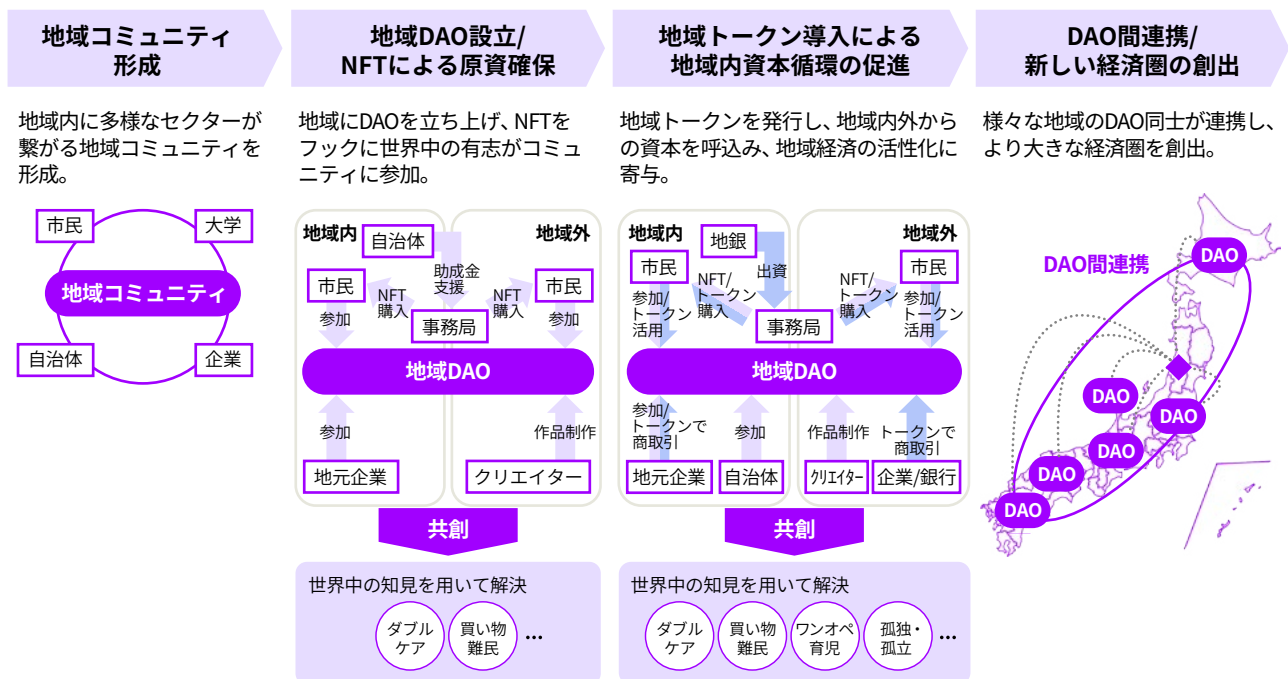 地域コミュニティ
形成
地域内に多様なセクターが
繋がる地域コミュニティを
形成。
市民
大学
地域コミュニティ
自治体
企業
地域DAO設立/
NFTによる原資確保
地域にDAOを立ち上げ、NFTを
フックに世界中の有志がコミュ
ニティに参加。
地域内
自治体
地域外
市民
助成金
支援
市民
NFT
購入
NFT
購入
参加
事務局
参加
地域DAO
参加
作品制作
地元企業
クリエイター
共創
世界中の知見を用いて解決
ダブル
ケア
買い物
難民
...
地域トークン導入による
地域内資本循環の促進
地域トークンを発行し、地域内外から
の資本を呼込み、地域経済の活性化に
寄与。
地域内
地銀
地域外
市民
出資
市民
NFT/
トークン
購入
NFT/
トークン
購入
参加/
トークン
活用
事務局
参加/
トークン
活用
地域DAO
参加/
トークンで
商取引
参加
作品制作
トークンで
商取引
地元企業
自治体
クリエイター
企業/銀行
共創
世界中の知見を用いて解決
ダブル
ケア
買い物
難民
ワンオペ
育児
孤独・
孤立
...
DAO間連携/
新しい経済圏の創出
様々な地域のDAO同士が連携し、
より大きな経済圏を創出。
DAO間連携
DAO
DAO
DAO
DAO
DAO
DAO